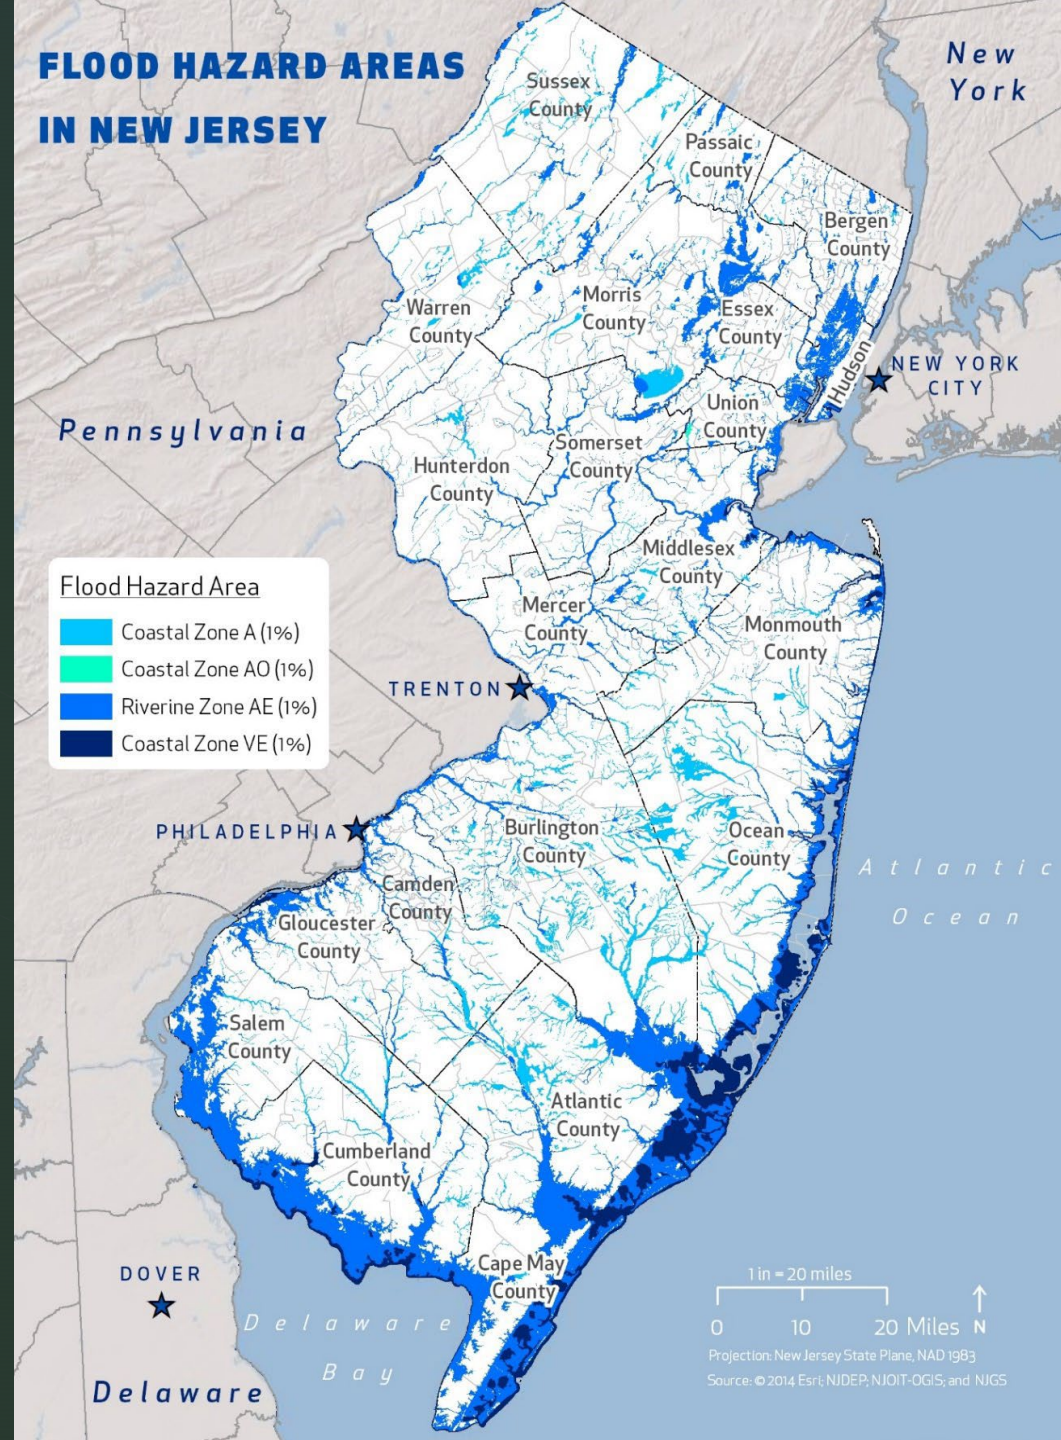 FLOOD HAZARD AREAS
IN NEW JERSEY
New
York
Sussex
County
Passaic
County
Bergen
County
Warren
County
Morris
County
Essex
County
Hudson
NEW YORK
CITY
Union
County
Pennsylvania
Somerset
County
Hunterdon
County
Middlesex
County
Mercer
County
Monmouth
County
Flood Hazard Area
Coastal Zone A (1%)
Coastal Zone AO (1%)
Riverine Zone AE (1%)
Coastal Zone VE (1%)
TRENTON
PHILADELPHIA
Burlington
County
Ocean
County
Atlantic
Ocean
Camden
County
Gloucester
County
Salem
County
Atlantic
County
Cumberland
County
Cape May
County
DOVER
Delaware
Bay
Delaware
1 in = 20 miles
0 10 20 Miles N
Projection: New Jersey State Plane, NAD 1983
Source: © 2014 Esri; NJDEP; NJOIT-OGIS; and NJGS